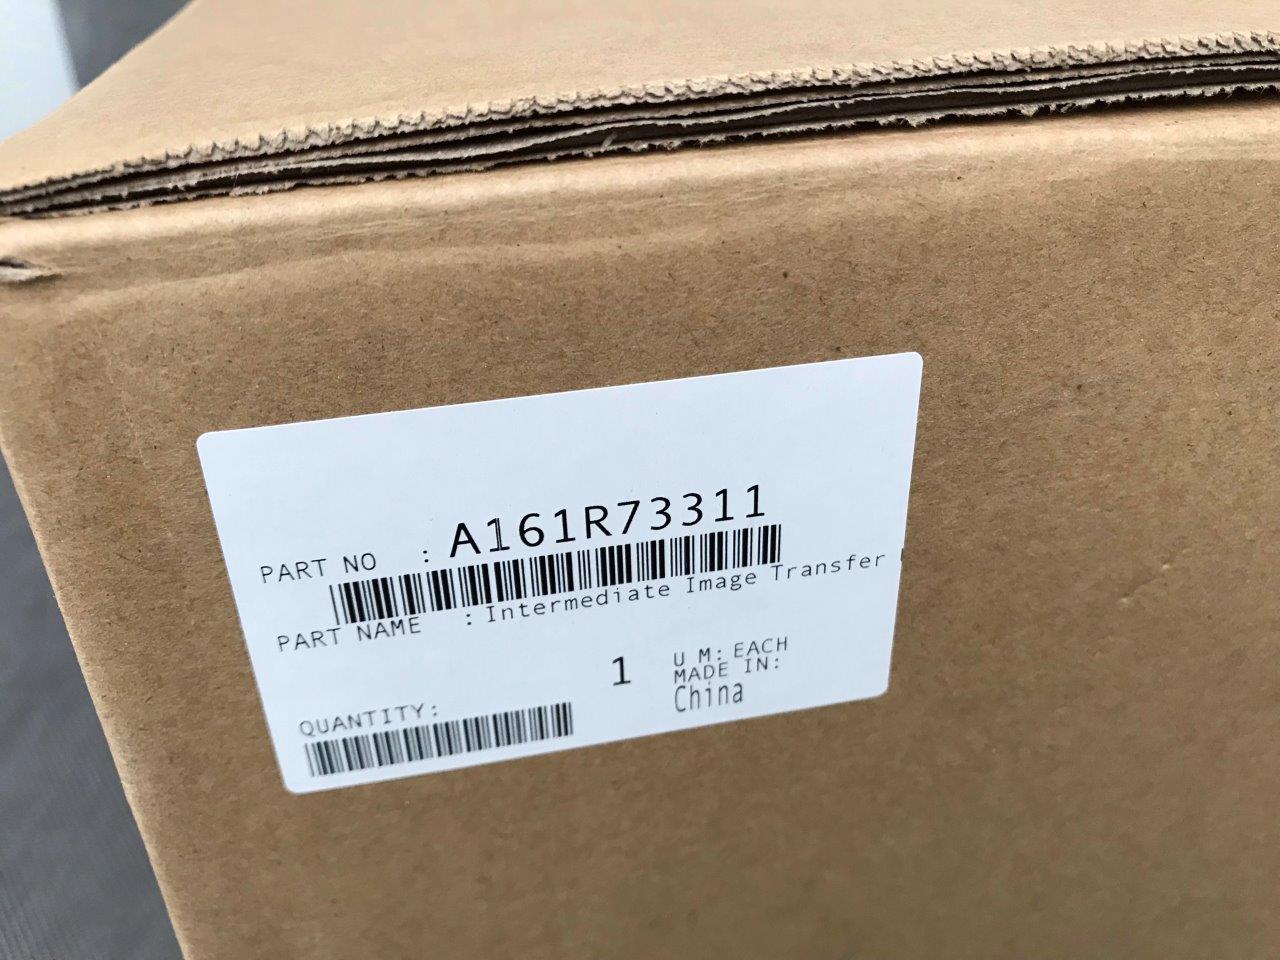 PART NO : A161R73311
PART NAME : Intermediate Image Transfer
1 U M: EACH
MADE IN:
China
QUANTITY: